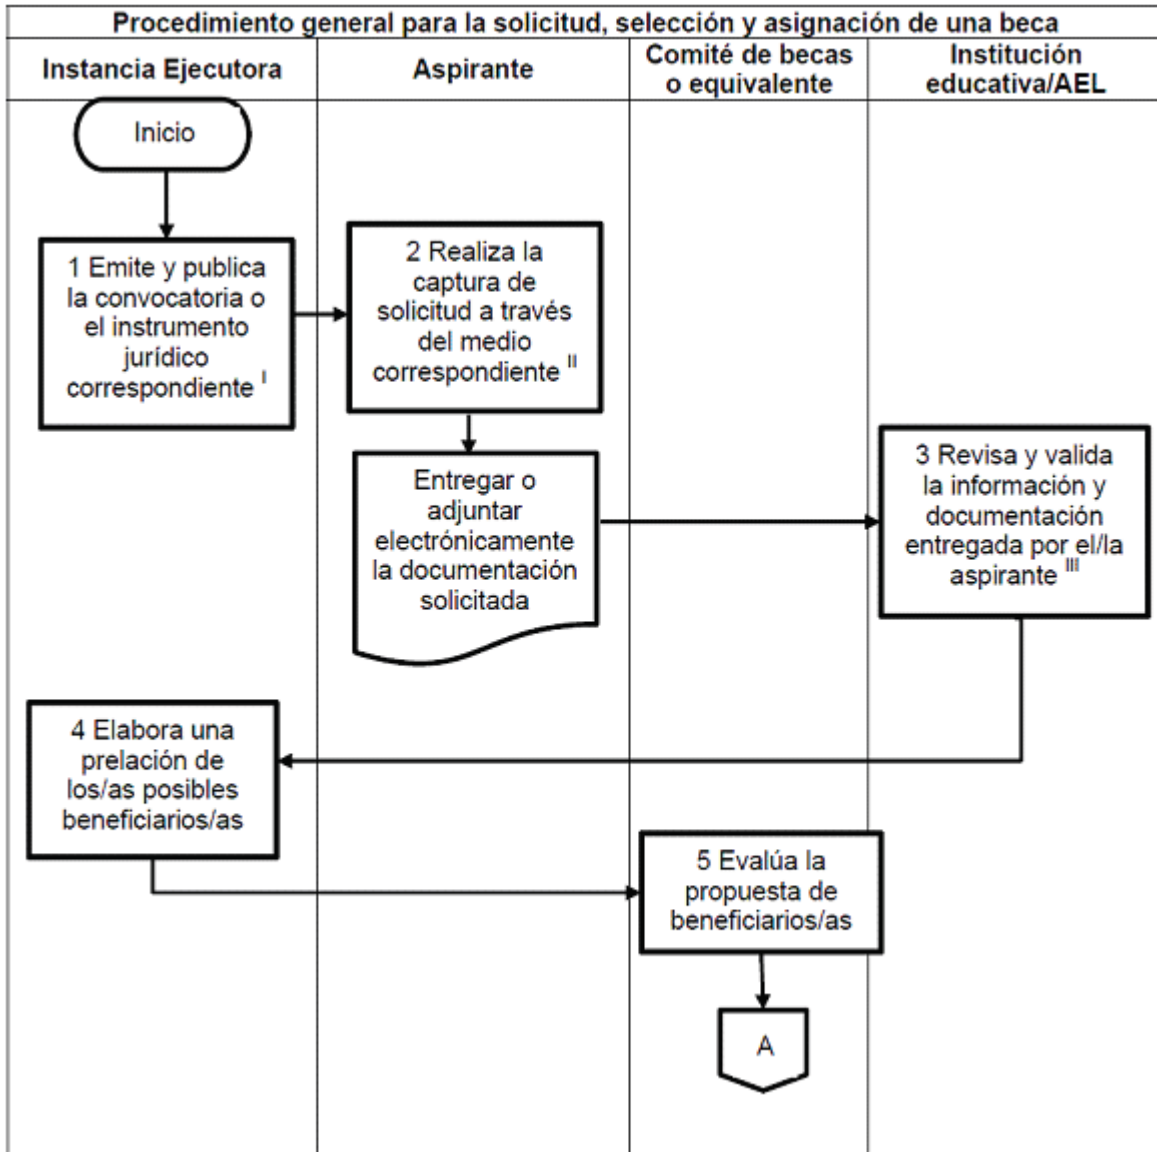 Procedimiento general para la solicitud, selección y asignación de una beca
Instancia Ejecutora
Aspirante
Comité de becas
o equivalente
Institución
educativa/AEL
Inicio
1 Emite y publica
la convocatoria o
el instrumento
jurídico
correspondiente I
2 Realiza la
captura de
solicitud a través
del medio
correspondiente II
Entregar o
adjuntar
electrónicamente
la documentación
solicitada
3 Revisa y valida
la información y
documentación
entregada por el/la
aspirante III
4 Elabora una
prelación de
los/as posibles
beneficiarios/as
5 Evalúa la
propuesta de
beneficiarios/as
A